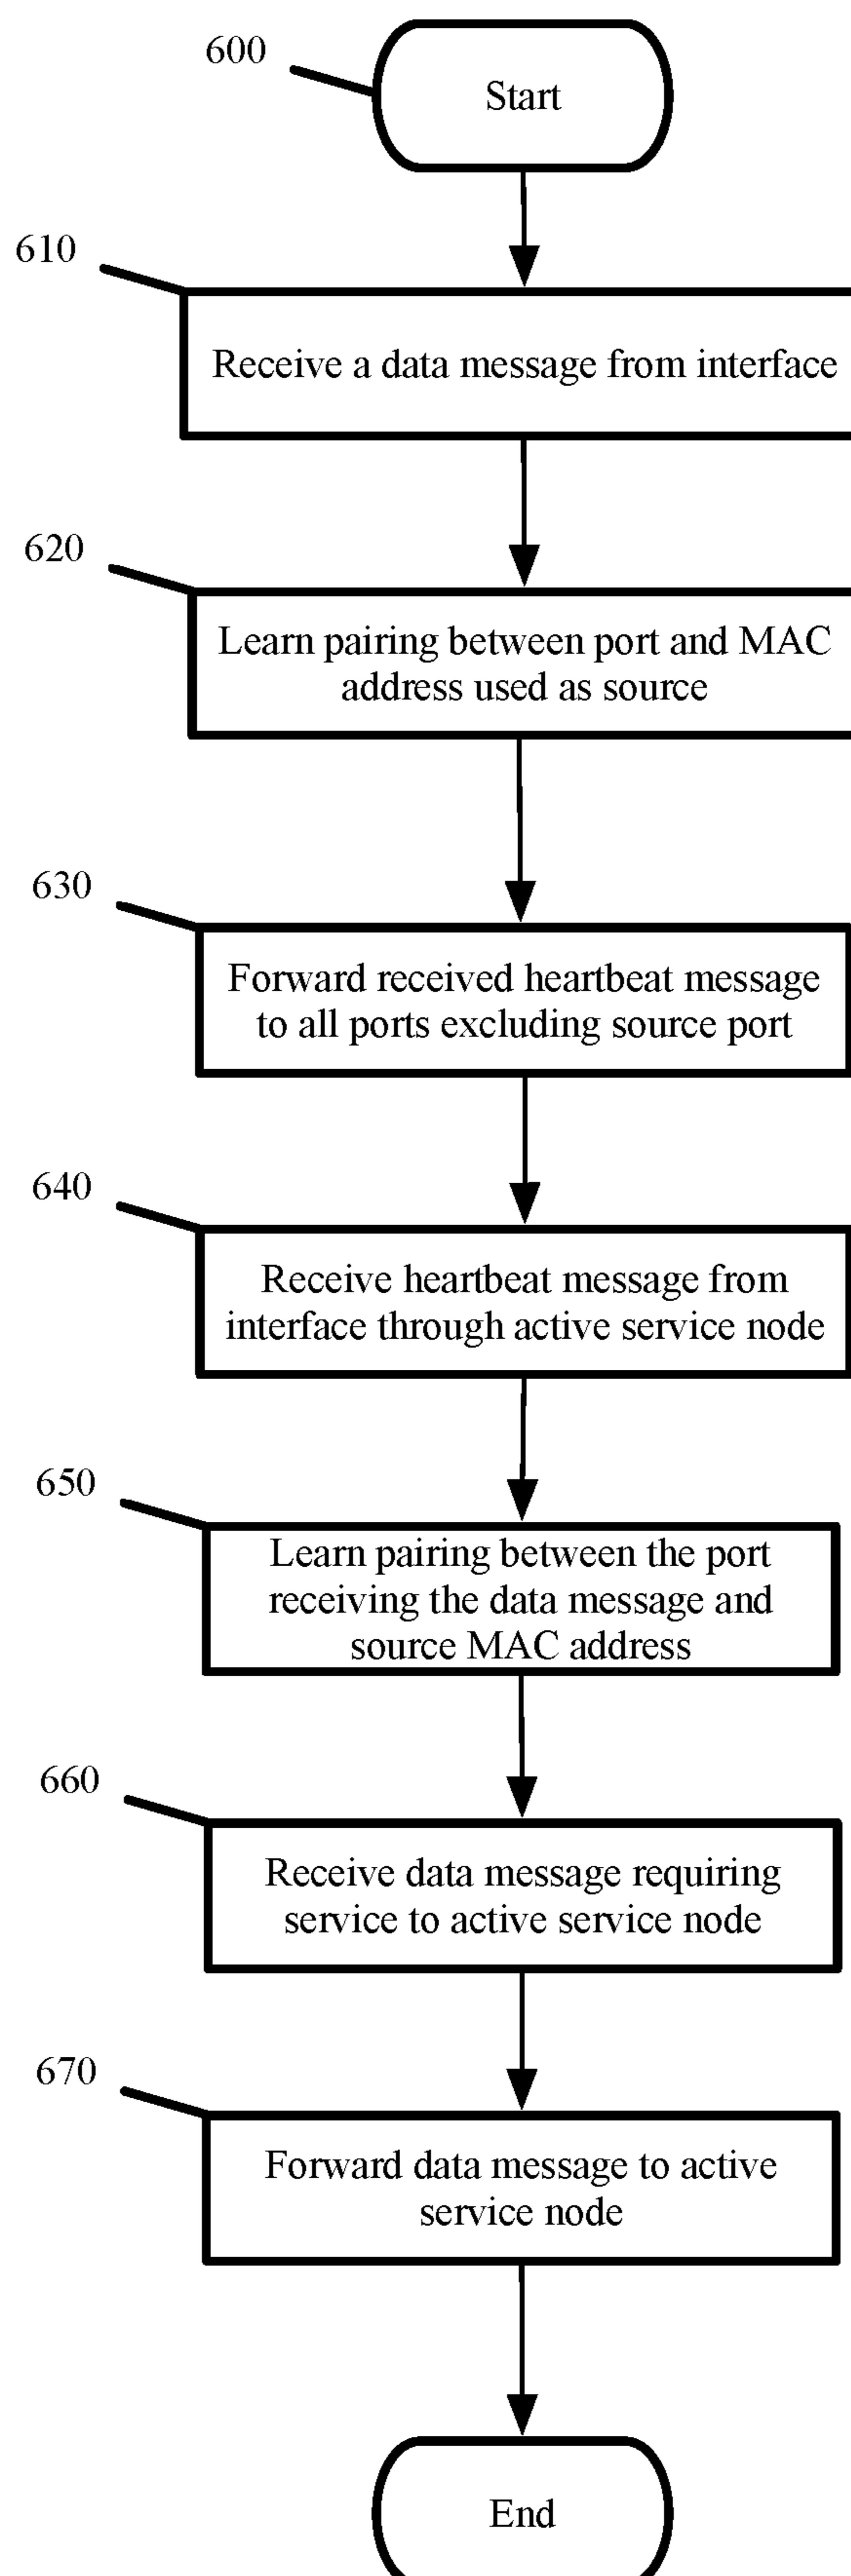 600
Start
610
Receive a data message from interface
620
Learn pairing between port and MAC
address used as source
630
Forward received heartbeat message
to all ports excluding source port
640
Receive heartbeat message from
interface through active service node
650
Learn pairing between the port
receiving the data message and
source MAC address
660
Receive data message requiring
service to active service node
670
Forward data message to active
service node
End